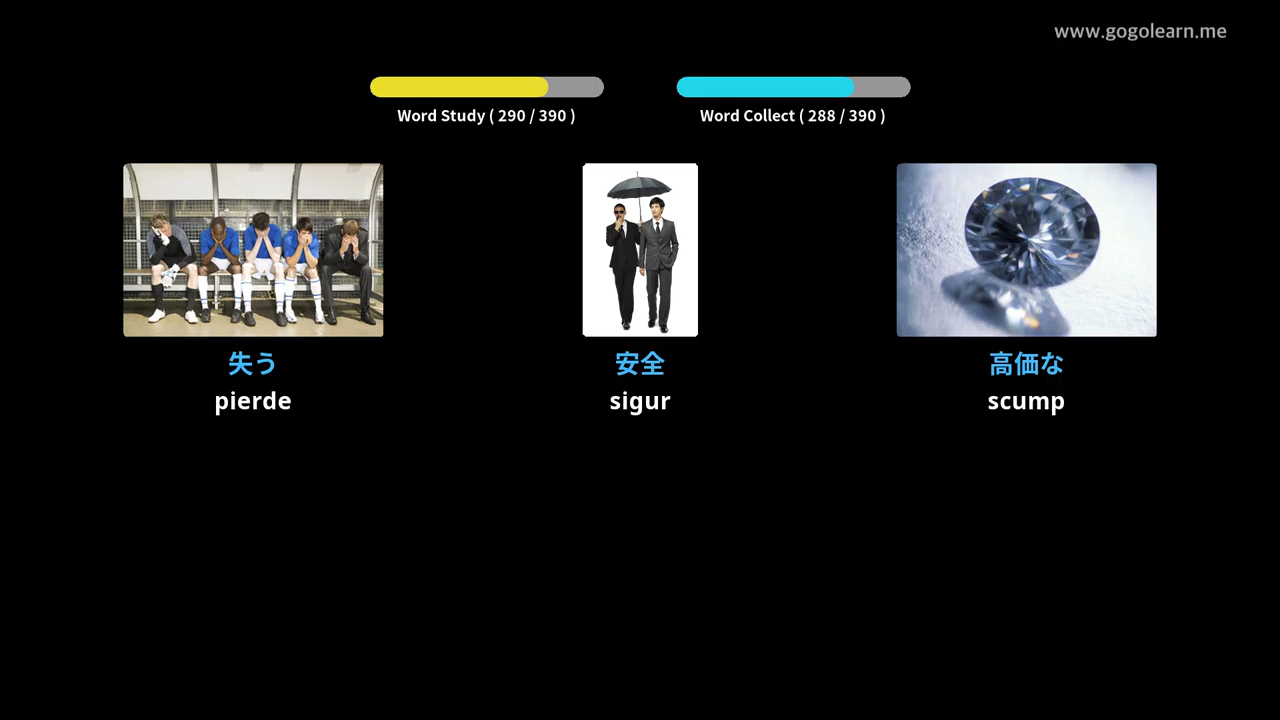 www.gogolearn.me
Word Study ( 290 / 390 )
Word Collect ( 288 / 390 )
失う
pierde
安全
sigur
高価な
scump